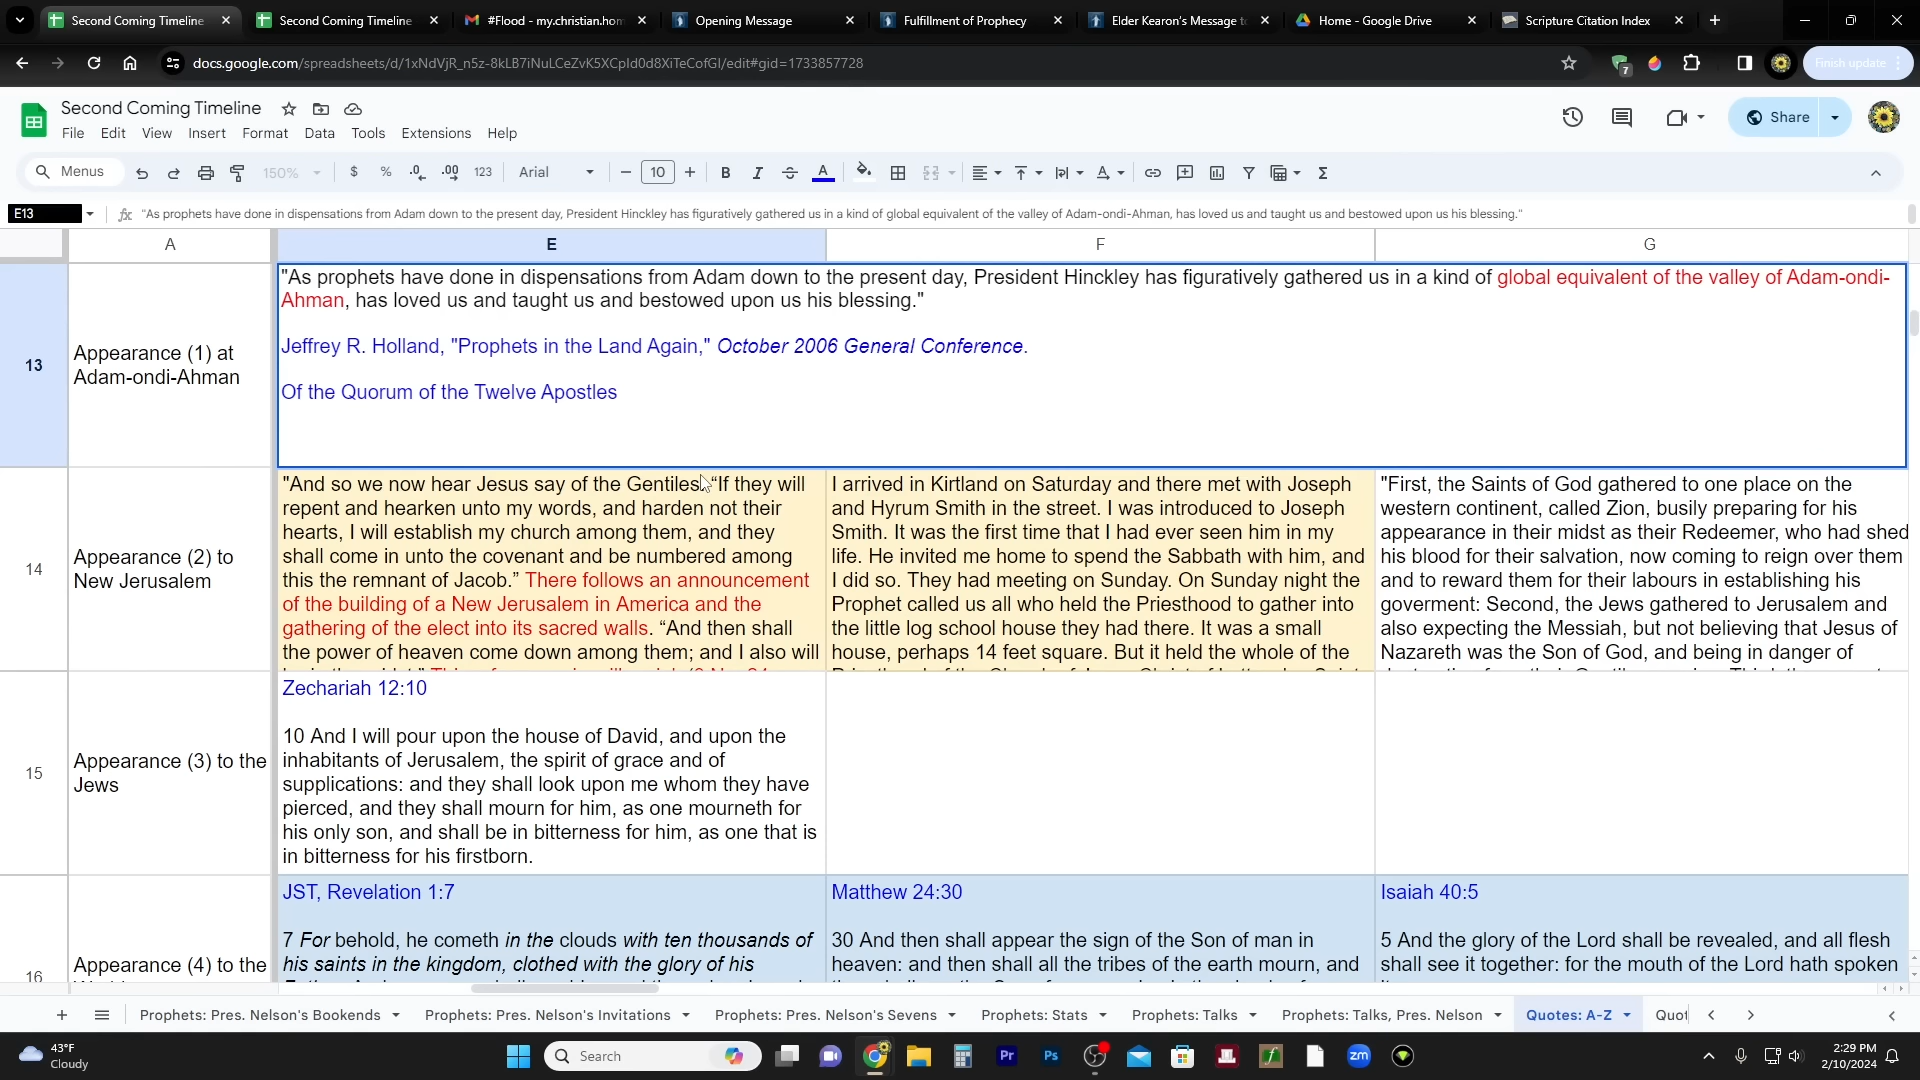 Second Coming Timeline
Second Coming Timeline
#Flood - my.christian.hom
Opening Message
Fulfillment of Prophecy
Elder Kearon's Message to
Home - Google Drive
Scripture Citation Index
docs.google.com/spreadsheets/d/1xNdVjR_n5z-8kLB7iNuLCeZvK5XCpId0d8XiTeCofGI/edit#gid=1733857728
7
Finish update
Second Coming Timeline
File Edit View Insert Format Data Tools Extensions Help
Share
Menus
150%
$ % .0 .00 123
Arial
10
B I
A
E13
fx "As prophets have done in dispensations from Adam down to the present day, President Hinckley has figuratively gathered us in a kind of global equivalent of the valley of Adam-ondi-Ahman, has loved us and taught us and bestowed upon us his blessing."
A E F G
13
Appearance (1) at
Adam-ondi-Ahman
"As prophets have done in dispensations from Adam down to the present day, President Hinckley has figuratively gathered us in a kind of global equivalent of the valley of Adam-ondi-
Ahman, has loved us and taught us and bestowed upon us his blessing."
Jeffrey R. Holland, "Prophets in the Land Again," October 2006 General Conference.
Of the Quorum of the Twelve Apostles
14
Appearance (2) to
New Jerusalem
"And so we now hear Jesus say of the Gentiles: “If they will
repent and hearken unto my words, and harden not their
hearts, I will establish my church among them, and they
shall come in unto the covenant and be numbered among
this the remnant of Jacob.” There follows an announcement
of the building of a New Jerusalem in America and the
gathering of the elect into its sacred walls. “And then shall
the power of heaven come down among them; and I also will
I arrived in Kirtland on Saturday and there met with Joseph
and Hyrum Smith in the street. I was introduced to Joseph
Smith. It was the first time that I had ever seen him in my
life. He invited me home to spend the Sabbath with him, and
I did so. They had meeting on Sunday. On Sunday night the
Prophet called us all who held the Priesthood to gather into
the little log school house they had there. It was a small
house, perhaps 14 feet square. But it held the whole of the
"First, the Saints of God gathered to one place on the
western continent, called Zion, busily preparing for his
appearance in their midst as their Redeemer, who had shed
his blood for their salvation, now coming to reign over them
and to reward them for their labours in establishing his
goverment: Second, the Jews gathered to Jerusalem and
also expecting the Messiah, but not believing that Jesus of
Nazareth was the Son of God, and being in danger of
15
Appearance (3) to the
Jews
Zechariah 12:10
10 And I will pour upon the house of David, and upon the
inhabitants of Jerusalem, the spirit of grace and of
supplications: and they shall look upon me whom they have
pierced, and they shall mourn for him, as one mourneth for
his only son, and shall be in bitterness for him, as one that is
in bitterness for his firstborn.
16
Appearance (4) to the
JST, Revelation 1:7
7 For behold, he cometh in the clouds with ten thousands of
his saints in the kingdom, clothed with the glory of his
Matthew 24:30
30 And then shall appear the sign of the Son of man in
heaven: and then shall all the tribes of the earth mourn, and
Isaiah 40:5
5 And the glory of the Lord shall be revealed, and all flesh
shall see it together: for the mouth of the Lord hath spoken
Prophets: Pres. Nelson's Bookends
Prophets: Pres. Nelson's Invitations
Prophets: Pres. Nelson's Sevens
Prophets: Stats
Prophets: Talks
Prophets: Talks, Pres. Nelson
Quotes: A-Z
Quot
43°F
Cloudy
Search
Pr
Ps
zm
2:29 PM
2/10/2024